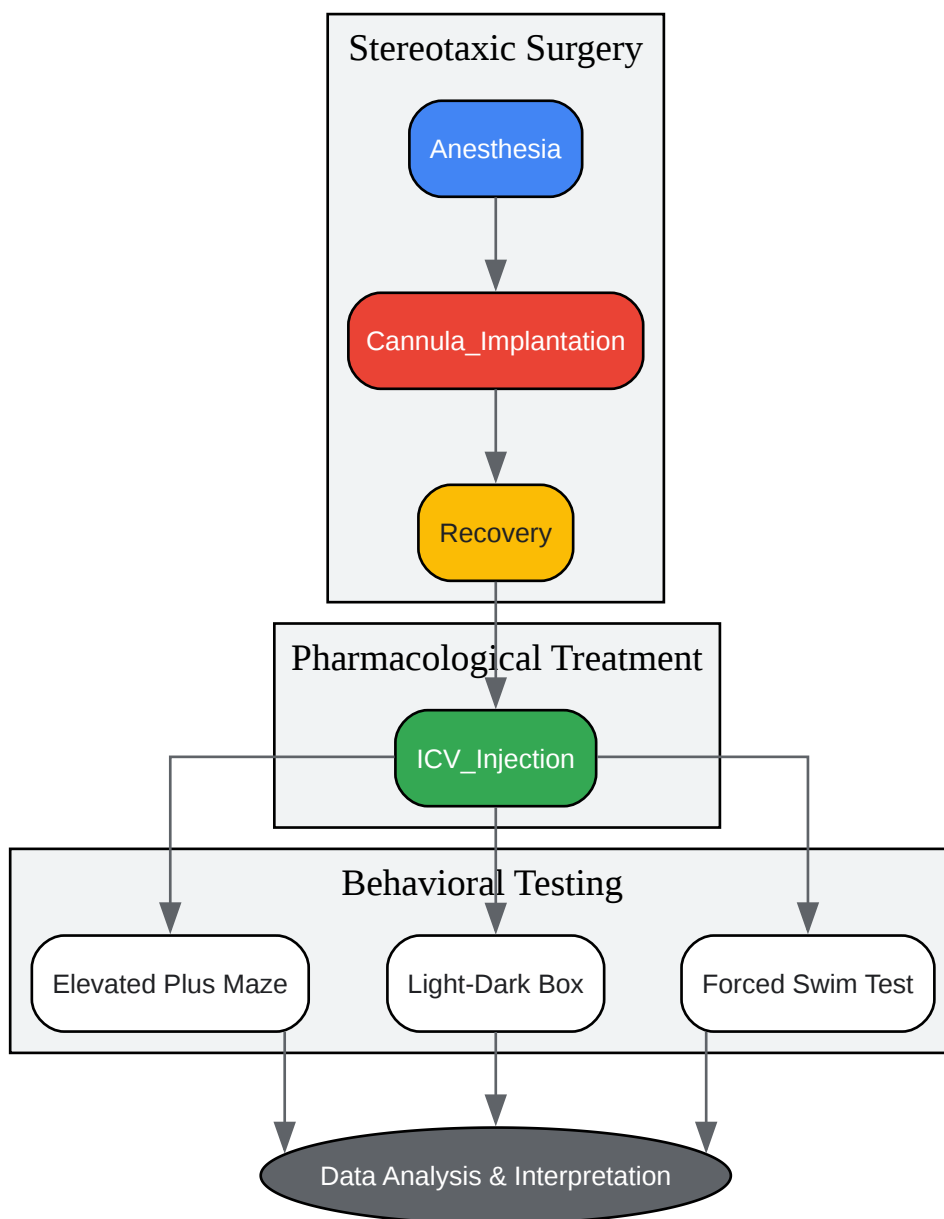 Stereotaxic Surgery
Anesthesia
Cannula_Implantation
Recovery
Pharmacological Treatment
ICV_Injection
Behavioral Testing
Elevated Plus Maze
Light-Dark Box
Forced Swim Test
Data Analysis & Interpretation